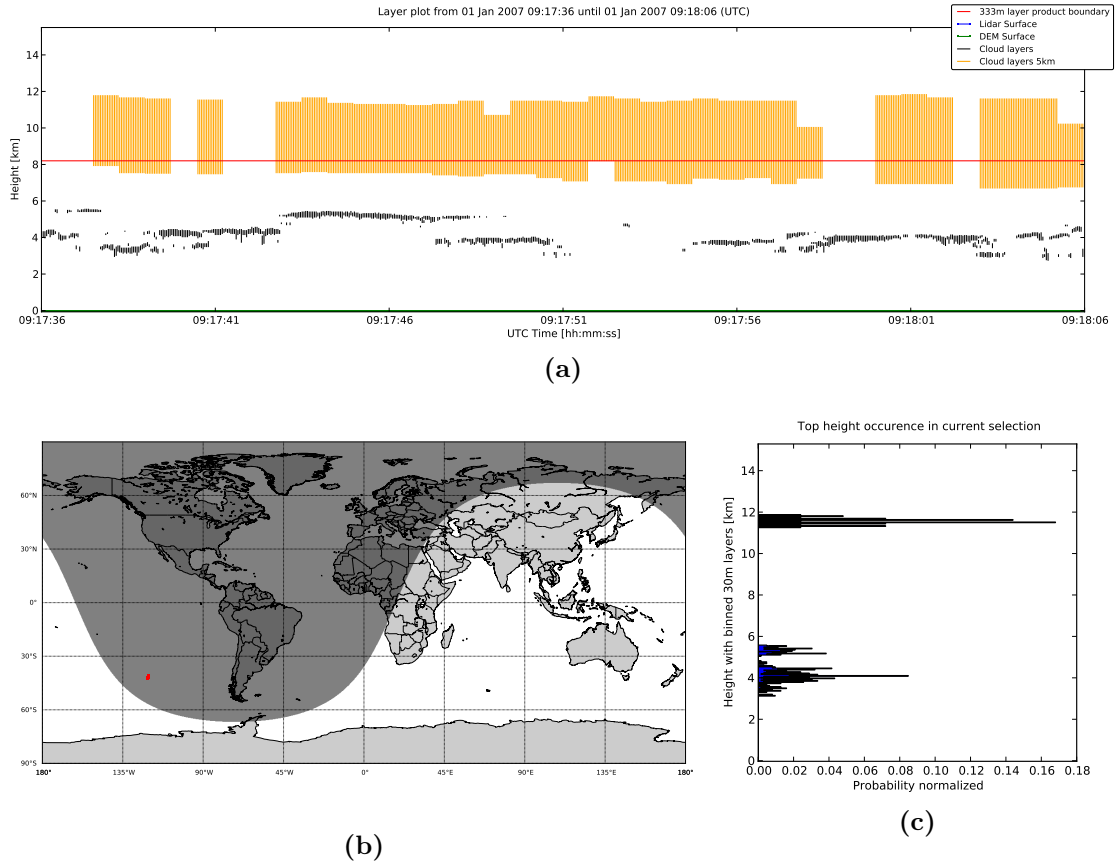 Layer plot from 01 Jan 2007 09:17:36 until 01 Jan 2007 09:18:06 (UTC)
333m layer product boundary
Lidar Surface
DEM Surface
Cloud layers
Cloud layers 5km
Height [km]
14
12
10
8
6
4
2
0
09:17:36 09:17:41 09:17:46 09:17:51 09:17:56 09:18:01 09:18:06
UTC Time [hh:mm:ss]
(a)
60°N
30°N
0°
30°S
60°S
90°S
180° 135°W 90°W 45°W 0° 45°E 90°E 135°E 180°
(b)
Top height occurence in current selection
Height with binned 30m layers [km]
14
12
10
8
6
4
2
0
0.00 0.02 0.04 0.06 0.08 0.10 0.12 0.14 0.16 0.18
Probability normalized
(c)